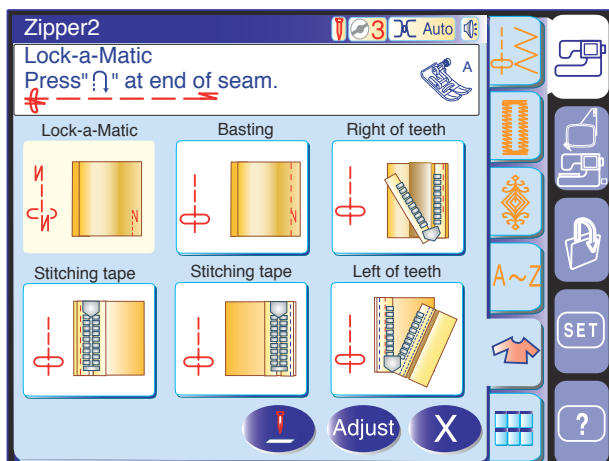 Zipper2
3 Auto
Lock-a-Matic
Press"⋂" at end of seam.
A
Lock-a-Matic Basting Right of teeth
Stitching tape Stitching tape Left of teeth
A~Z
SET
Adjust X
?